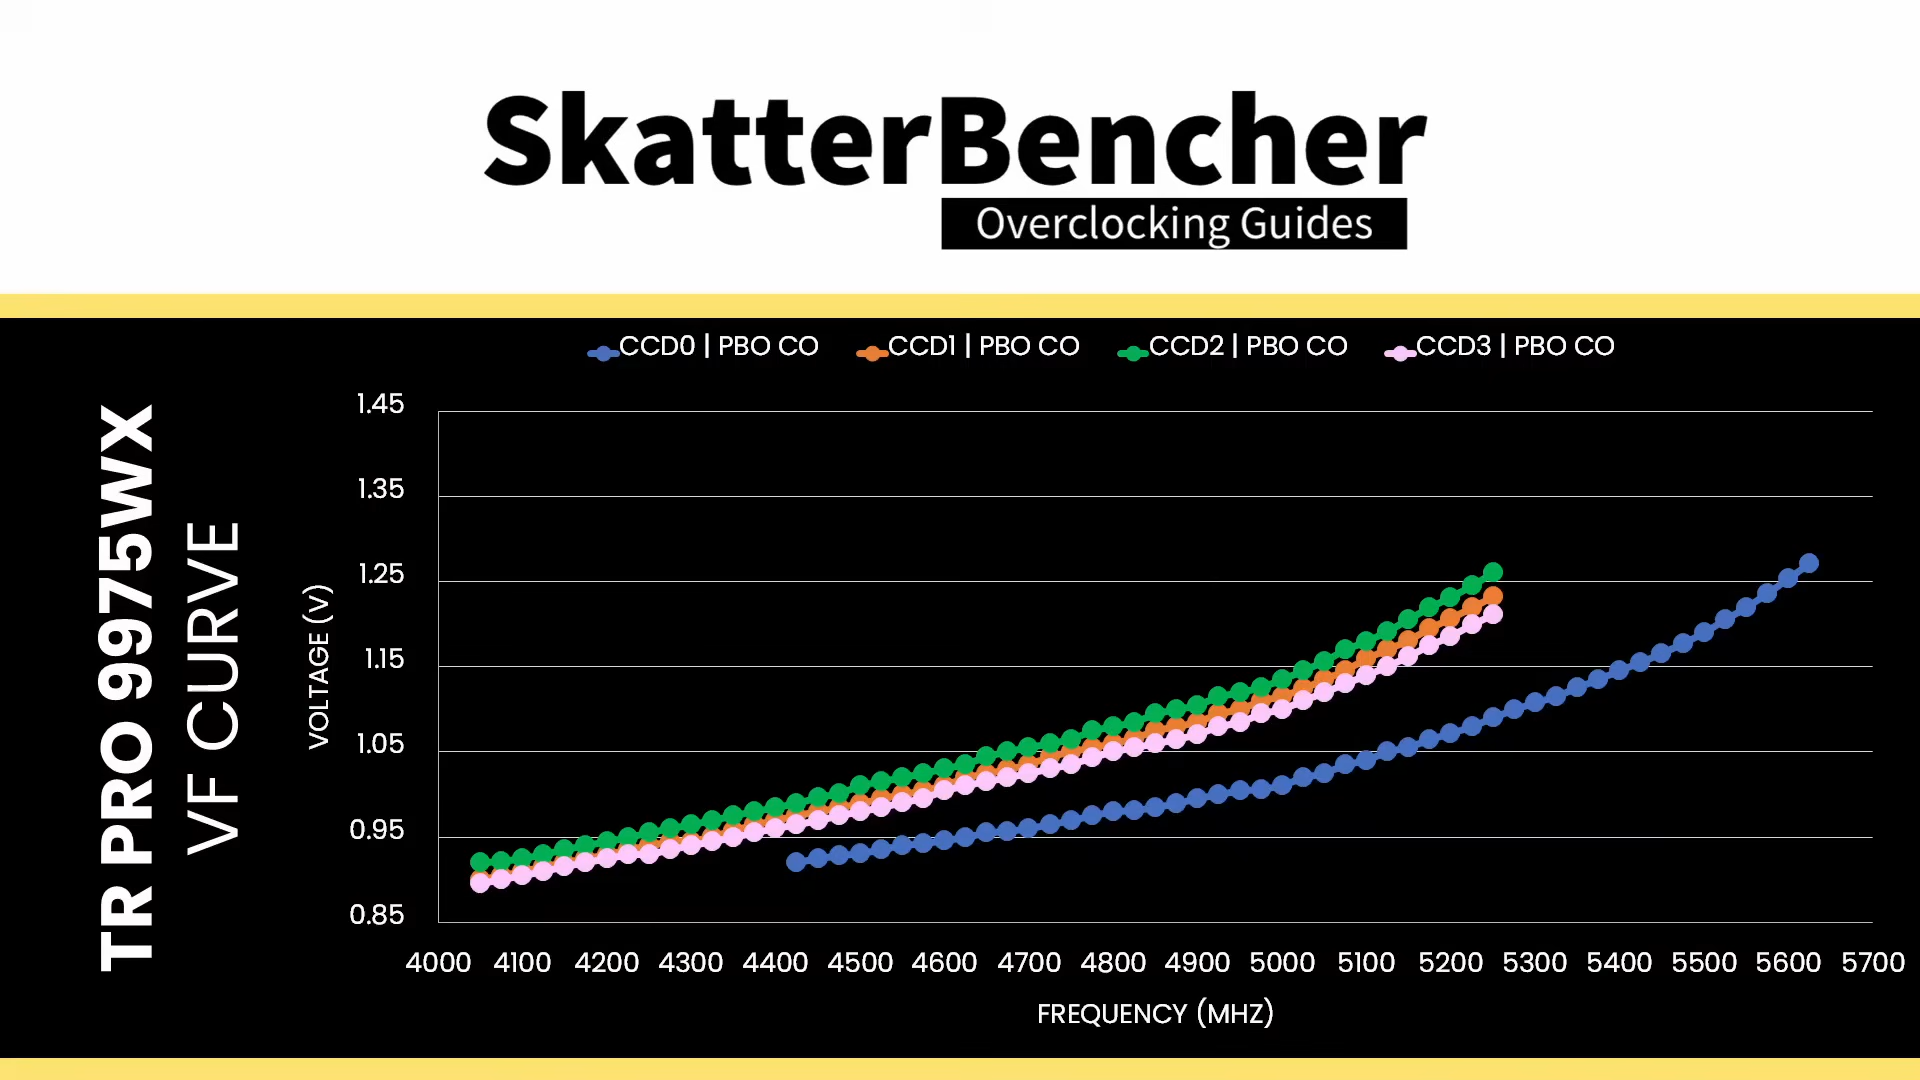 SkatterBencher
Overclocking Guides
CCD0 | PBO CO
CCD1 | PBO CO
CCD2 | PBO CO
CCD3 | PBO CO
TR PRO 9975WX
VF CURVE
VOLTAGE (V)
1.45
1.35
1.25
1.15
1.05
0.95
0.85
4000 4100 4200 4300 4400 4500 4600 4700 4800 4900 5000 5100 5200 5300 5400 5500 5600 5700
FREQUENCY (MHZ)